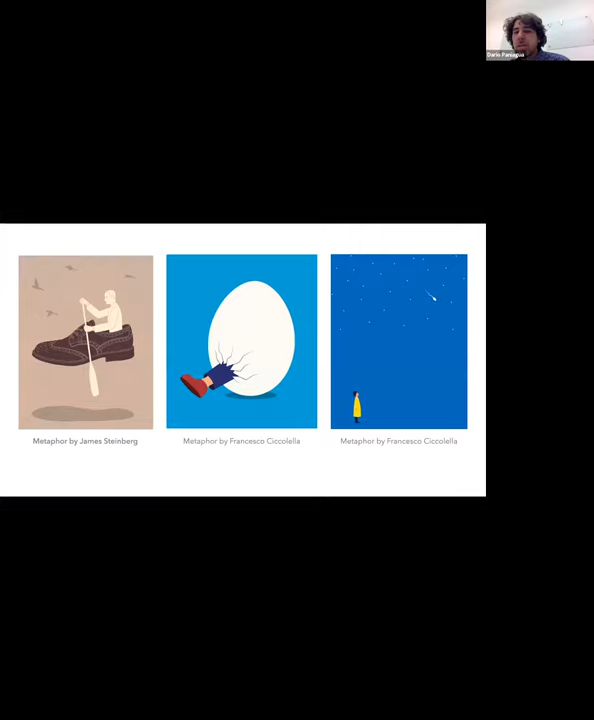 Dario Paniagua
Metaphor by James Steinberg
Metaphor by Francesco Ciccolella
Metaphor by Francesco Ciccolella